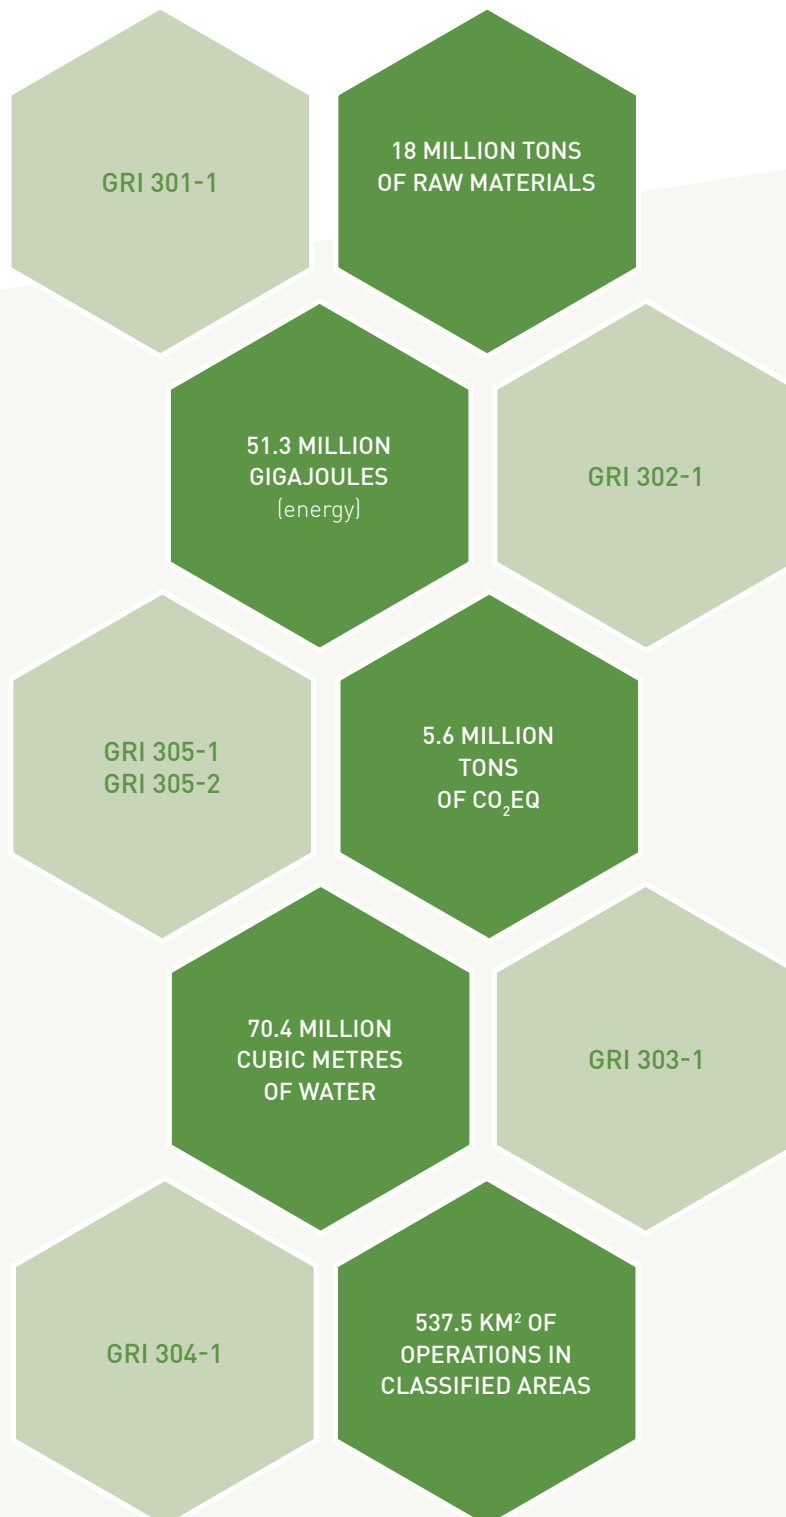 GRI 301-1
18 MILLION TONS
OF RAW MATERIALS
51.3 MILLION
GIGAJOULES
(energy)
GRI 302-1
GRI 305-1
GRI 305-2
5.6 MILLION
TONS
OF CO₂EQ
70.4 MILLION
CUBIC METRES
OF WATER
GRI 303-1
GRI 304-1
537.5 KM² OF
OPERATIONS IN
CLASSIFIED AREAS